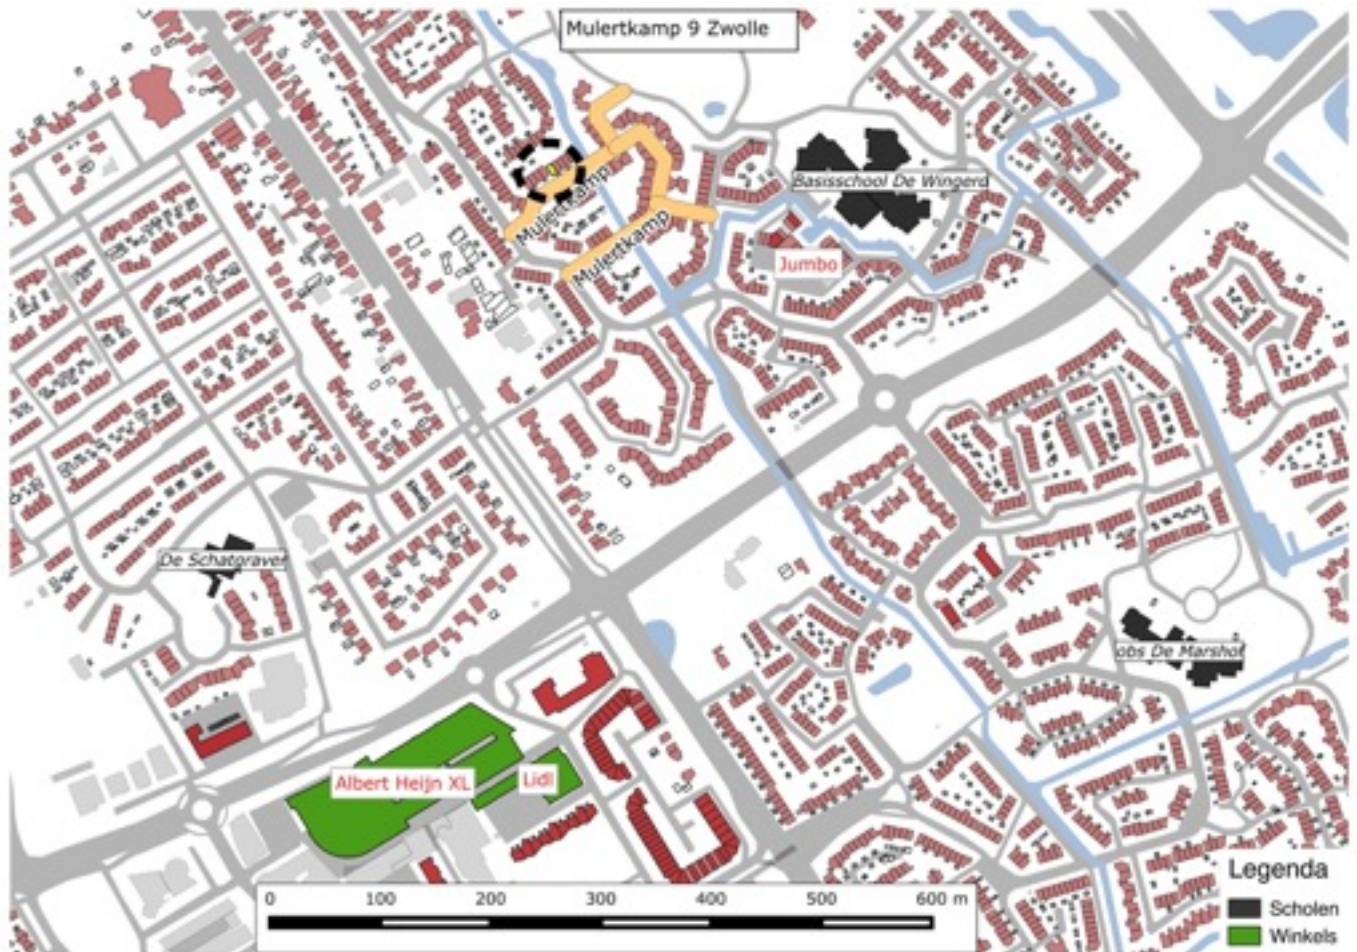 Mulertkamp 9 Zwolle
Basisschool De Wingerd
Mulertkamp
Mulertkamp
Jumbo
De Schatgraver
obs De Marshof
Albert Heijn XL
Lidl
Legenda
Scholen
Winkels
0 100 200 300 400 500 600 m